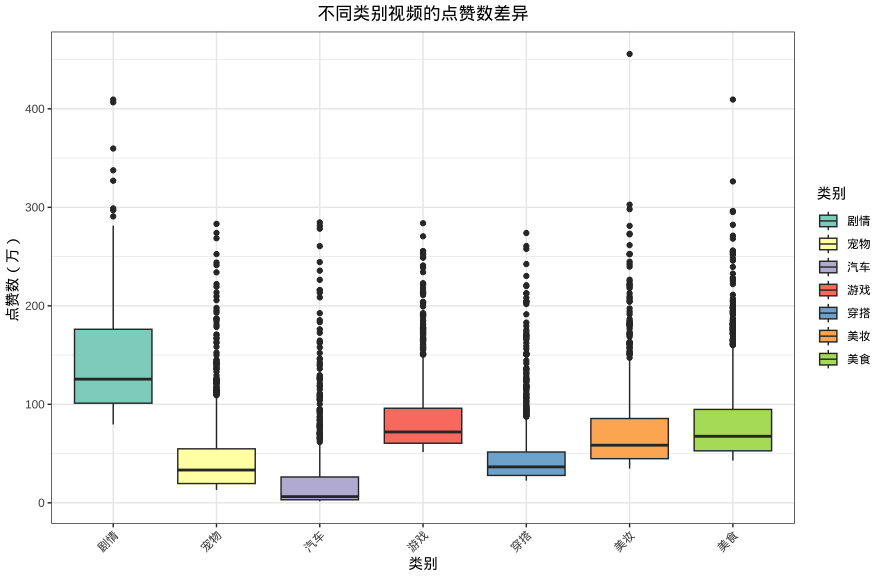 不同类别视频的点赞数差异
点赞数（万）
400
300
200
100
0
剧情
宠物
汽车
游戏
穿搭
美妆
美食
类别
类别
剧情
宠物
汽车
游戏
穿搭
美妆
美食